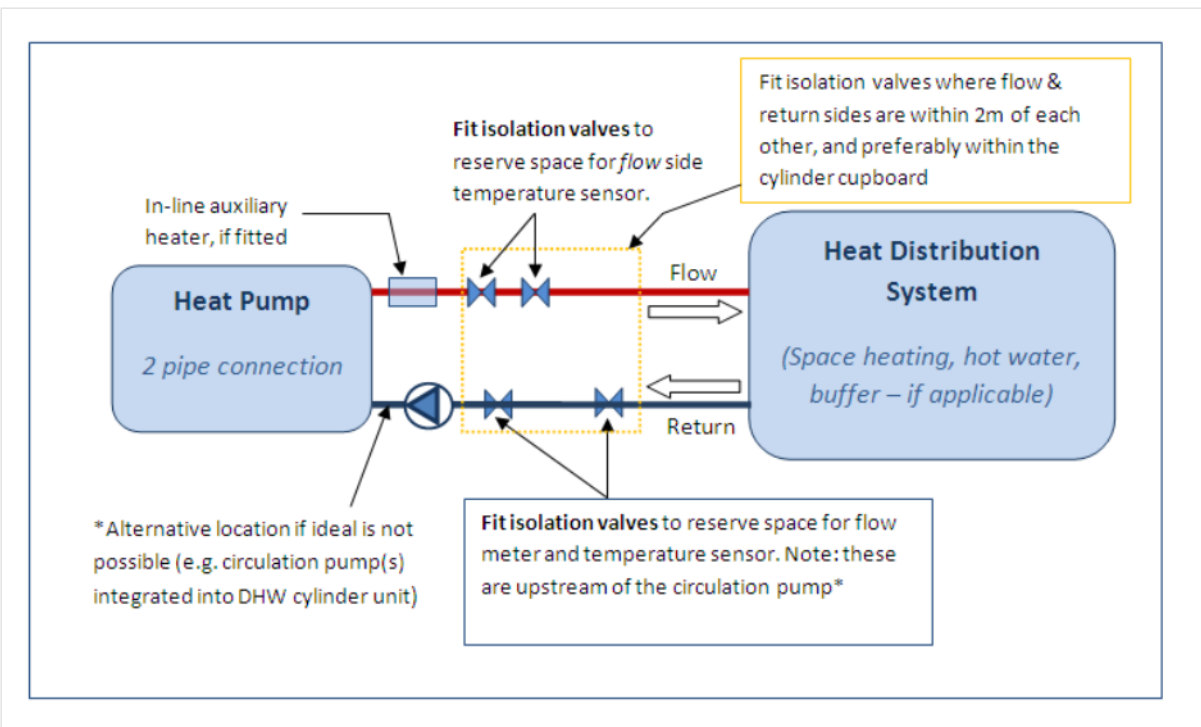 Fit isolation valves where flow &
return sides are within 2m of each
other, and preferably within the
cylinder cupboard
Fit isolation valves to
reserve space for flow side
temperature sensor.
In-line auxiliary
heater, if fitted
Heat Pump
2 pipe connection
Flow
Return
Heat Distribution
System
(Space heating, hot water,
buffer – if applicable)
*Alternative location if ideal is not
possible (e.g. circulation pump(s)
integrated into DHW cylinder unit)
Fit isolation valves to reserve space for flow
meter and temperature sensor. Note: these
are upstream of the circulation pump*